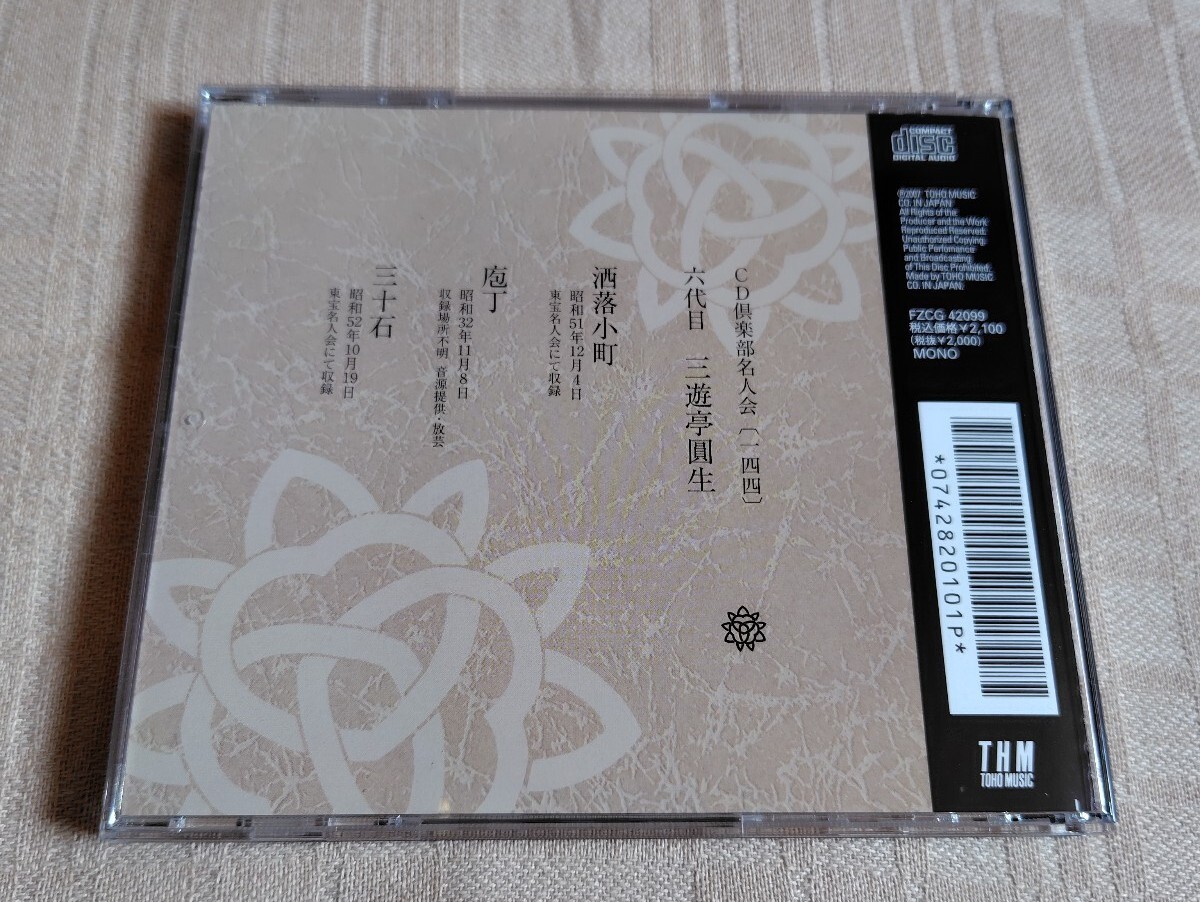 CD倶楽部名人会〔一四四〕
六代目 三遊亭圓生
洒落小町
昭和51年12月4日
東宝名人会にて収録
庖丁
昭和32年11月8日
収録場所不明 音源提供・放芸
三十石
昭和52年10月19日
東宝名人会にて収録
COMPACT
disc
DIGITAL AUDIO
℗2007 TOHO MUSIC
CO. IN JAPAN
All Rights of the
Producer and the Work
Reproduced Reserved.
Unauthorized Copying.
Public Perfomance
and Broadcasting
of This Disc Prohibited.
Made by TOHO MUSIC
CO. IN JAPAN.
FZCG 42099
税込価格¥2,100
(税抜¥2,000)
MONO
*0742820101P*
THM
TOHO MUSIC